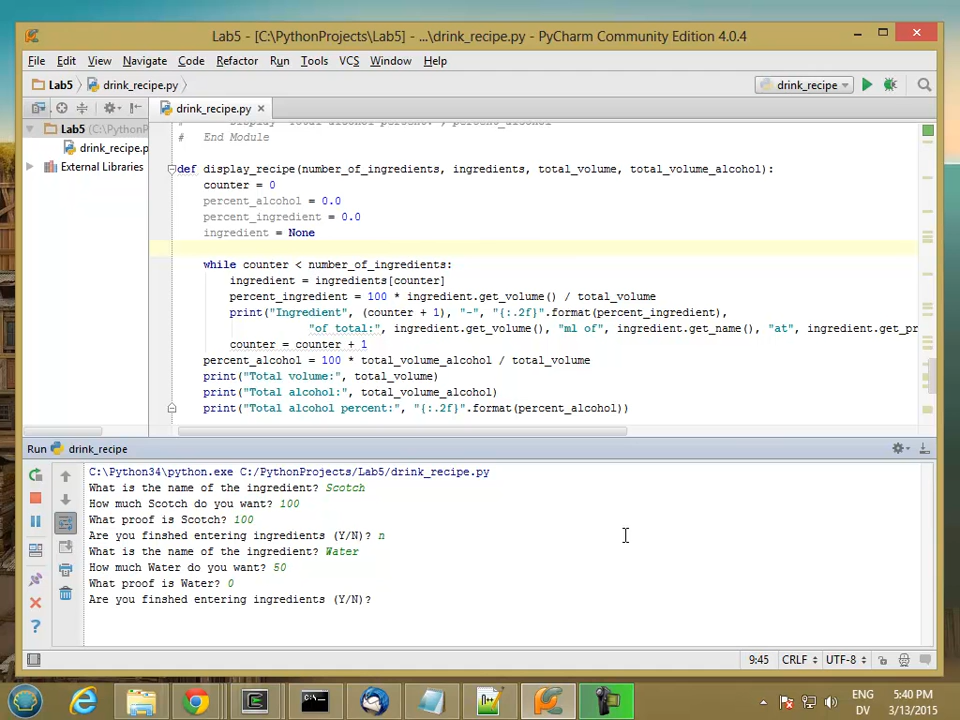 Lab5 - [C:\PythonProjects\Lab5] - ...\drink_recipe.py - PyCharm Community Edition 4.0.4
File Edit View Navigate Code Refactor Run Tools VCS Window Help
Lab5 drink_recipe.py drink_recipe
drink_recipe.py
Lab5 (C:\PythonP
drink_recipe.p
External Libraries
# End Module
def display_recipe(number_of_ingredients, ingredients, total_volume, total_volume_alcohol):
counter = 0
percent_alcohol = 0.0
percent_ingredient = 0.0
ingredient = None
while counter < number_of_ingredients:
ingredient = ingredients[counter]
percent_ingredient = 100 * ingredient.get_volume() / total_volume
print("Ingredient", (counter + 1), "-", "{:.2f}".format(percent_ingredient),
"of total:", ingredient.get_volume(), "ml of", ingredient.get_name(), "at", ingredient.get_pr
counter = counter + 1
percent_alcohol = 100 * total_volume_alcohol / total_volume
print("Total volume:", total_volume)
print("Total alcohol:", total_volume_alcohol)
print("Total alcohol percent:", "{:.2f}".format(percent_alcohol))
Run drink_recipe
C:\Python34\python.exe C:/PythonProjects/Lab5/drink_recipe.py
What is the name of the ingredient? Scotch
How much Scotch do you want? 100
What proof is Scotch? 100
Are you finshed entering ingredients (Y/N)? n
What is the name of the ingredient? Water
How much Water do you want? 50
What proof is Water? 0
Are you finshed entering ingredients (Y/N)?
9:45 CRLF UTF-8
ENG 5:40 PM
DV 3/13/2015